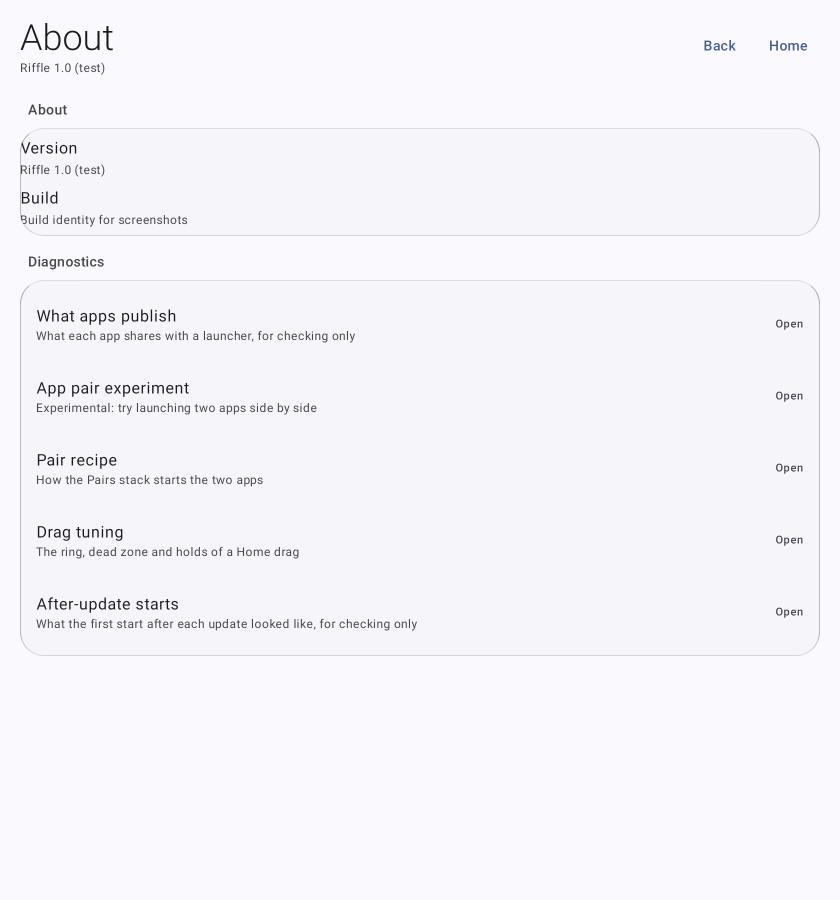 About
Riffle 1.0 (test)
Back
Home
About
Version
Riffle 1.0 (test)
Build
Build identity for screenshots
Diagnostics
What apps publish
What each app shares with a launcher, for checking only
Open
App pair experiment
Experimental: try launching two apps side by side
Open
Pair recipe
How the Pairs stack starts the two apps
Open
Drag tuning
The ring, dead zone and holds of a Home drag
Open
After-update starts
What the first start after each update looked like, for checking only
Open